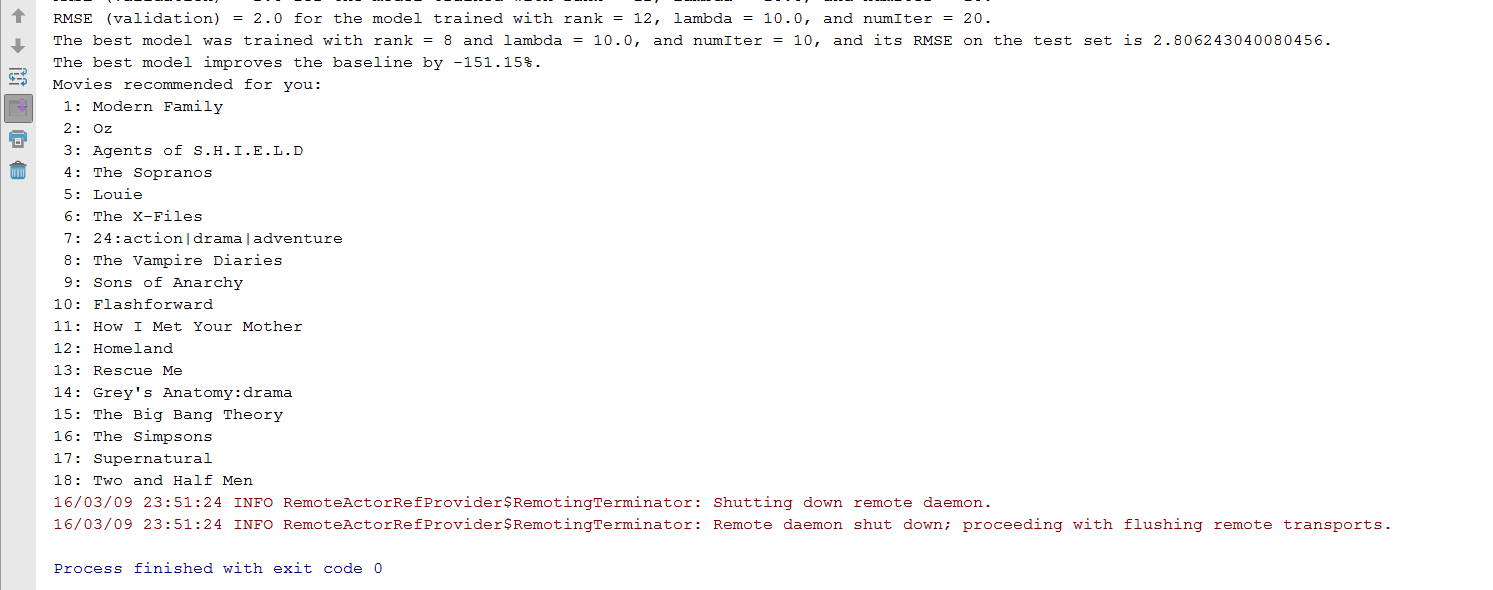 RMSE (validation) = 2.0 for the model trained with rank = 12, lambda = 10.0, and numIter = 20.
The best model was trained with rank = 8 and lambda = 10.0, and numIter = 10, and its RMSE on the test set is 2.806243040080456.
The best model improves the baseline by -151.15%.
Movies recommended for you:
1: Modern Family
2: Oz
3: Agents of S.H.I.E.L.D
4: The Sopranos
5: Louie
6: The X-Files
7: 24:action|drama|adventure
8: The Vampire Diaries
9: Sons of Anarchy
10: Flashforward
11: How I Met Your Mother
12: Homeland
13: Rescue Me
14: Grey's Anatomy:drama
15: The Big Bang Theory
16: The Simpsons
17: Supernatural
18: Two and Half Men
16/03/09 23:51:24 INFO RemoteActorRefProvider$RemotingTerminator: Shutting down remote daemon.
16/03/09 23:51:24 INFO RemoteActorRefProvider$RemotingTerminator: Remote daemon shut down; proceeding with flushing remote transports.
Process finished with exit code 0